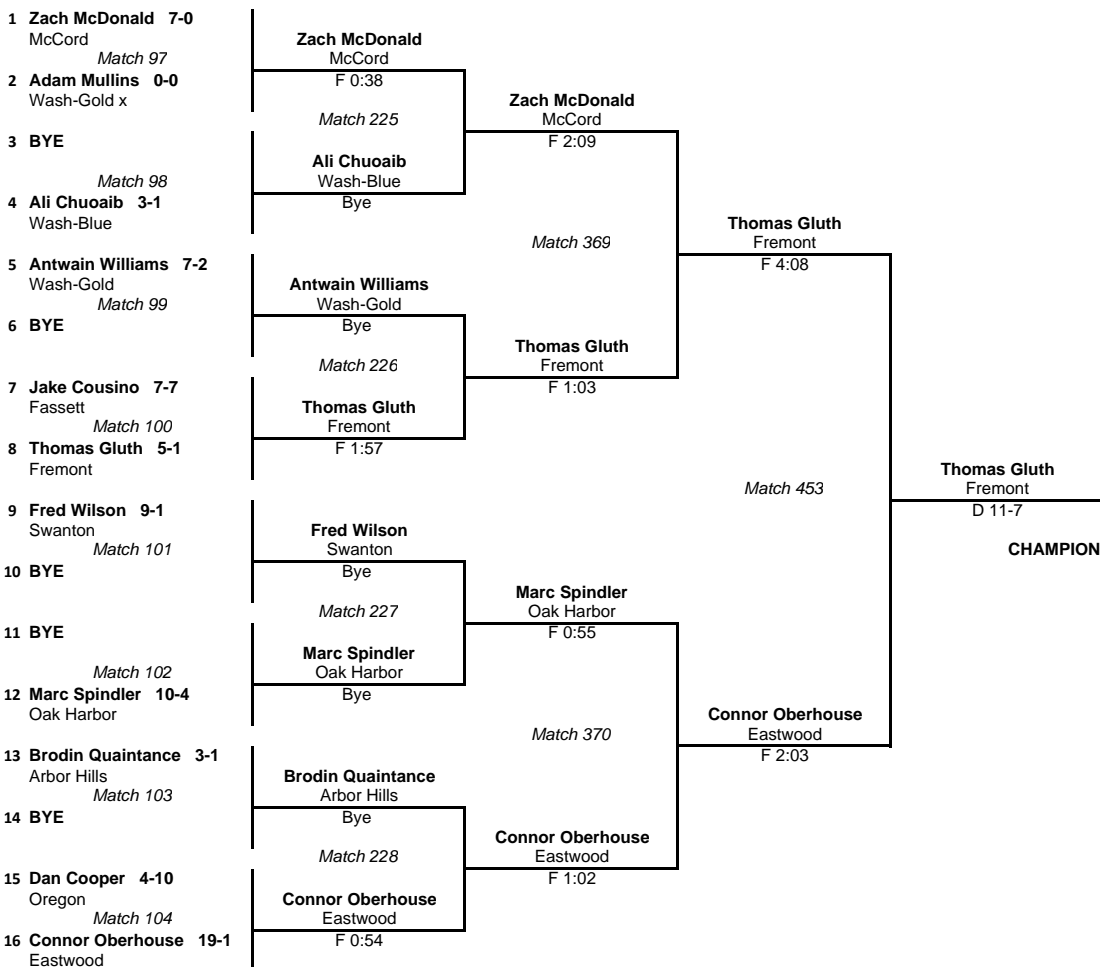 1 Zach McDonald 7-0
McCord
Match 97
2 Adam Mullins 0-0
Wash-Gold x
3 BYE
Match 98
4 Ali Chuoaib 3-1
Wash-Blue
5 Antwain Williams 7-2
Wash-Gold
Match 99
6 BYE
7 Jake Cousino 7-7
Fassett
Match 100
8 Thomas Gluth 5-1
Fremont
9 Fred Wilson 9-1
Swanton
Match 101
10 BYE
11 BYE
Match 102
12 Marc Spindler 10-4
Oak Harbor
13 Brodin Quaintance 3-1
Arbor Hills
Match 103
14 BYE
15 Dan Cooper 4-10
Oregon
Match 104
16 Connor Oberhouse 19-1
Eastwood
Zach McDonald
McCord
F 0:38
Match 225
Ali Chuoaib
Wash-Blue
Bye
Antwain Williams
Wash-Gold
Bye
Match 226
Thomas Gluth
Fremont
F 1:57
Fred Wilson
Swanton
Bye
Match 227
Marc Spindler
Oak Harbor
Bye
Brodin Quaintance
Arbor Hills
Bye
Match 228
Connor Oberhouse
Eastwood
F 0:54
Zach McDonald
McCord
F 2:09
Match 369
Thomas Gluth
Fremont
F 1:03
Marc Spindler
Oak Harbor
F 0:55
Match 370
Connor Oberhouse
Eastwood
F 1:02
Thomas Gluth
Fremont
F 4:08
Match 453
Connor Oberhouse
Eastwood
F 2:03
Thomas Gluth
Fremont
D 11-7
CHAMPION